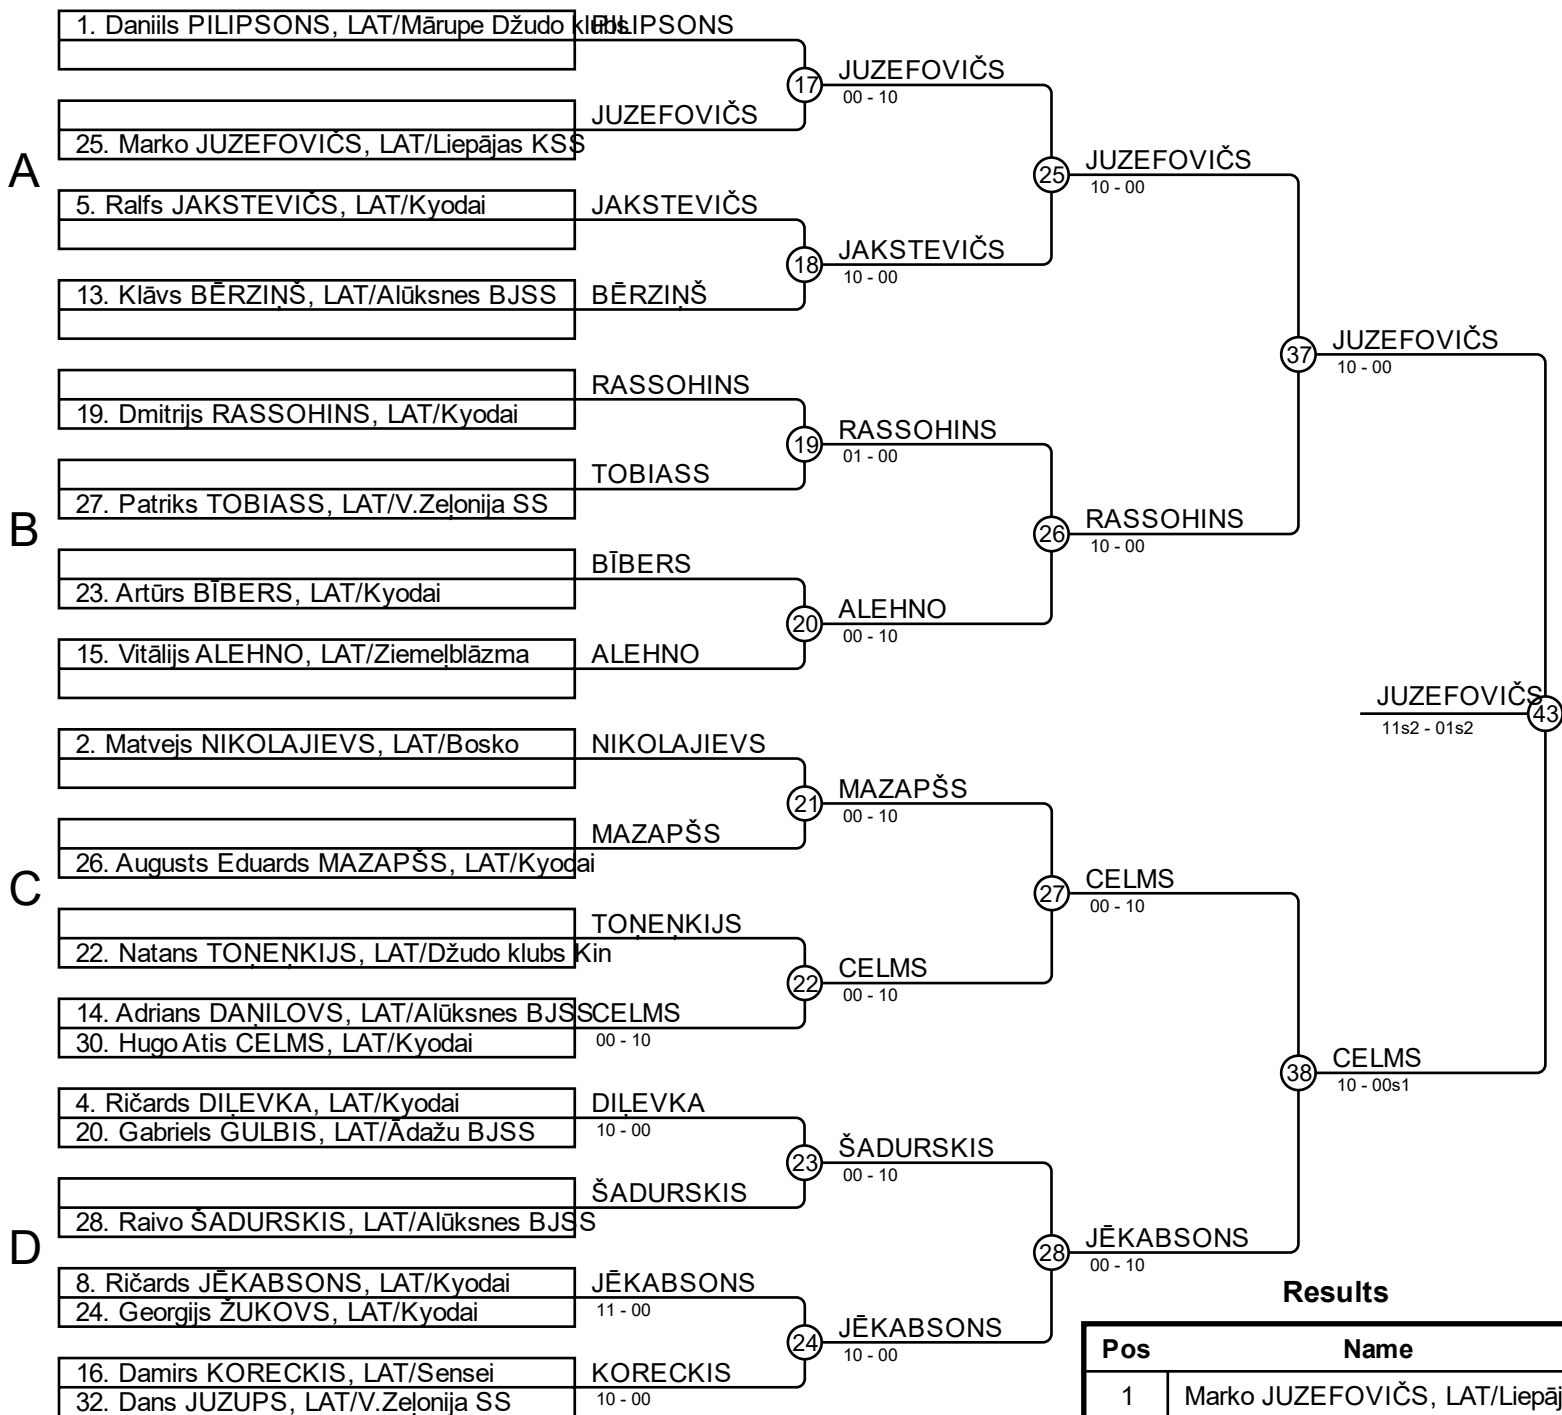 1. Daniils PILIPSONS, LAT/Mārupe Džudo klubs
PILIPSONS
17
JUZEFOVIČS
00 - 10
JUZEFOVIČS
25. Marko JUZEFOVIČS, LAT/Liepājas KSS
A
25
JUZEFOVIČS
10 - 00
5. Ralfs JAKSTEVIČS, LAT/Kyodai
JAKSTEVIČS
18
JAKSTEVIČS
10 - 00
13. Klāvs BĒRZIŅŠ, LAT/Alūksnes BJSS
BĒRZIŅŠ
37
JUZEFOVIČS
10 - 00
RASSOHINS
19. Dmitrijs RASSOHINS, LAT/Kyodai
19
RASSOHINS
01 - 00
TOBIASS
27. Patriks TOBIASS, LAT/V.Zeļonija SS
B
26
RASSOHINS
10 - 00
BĪBERS
23. Artūrs BĪBERS, LAT/Kyodai
20
ALEHNO
00 - 10
15. Vitālijs ALEHNO, LAT/Ziemeļblāzma
ALEHNO
JUZEFOVIČS
43
11s2 - 01s2
2. Matvejs NIKOLAJIEVS, LAT/Bosko
NIKOLAJIEVS
21
MAZAPŠS
00 - 10
MAZAPŠS
26. Augusts Eduards MAZAPŠS, LAT/Kyodai
C
27
CELMS
00 - 10
TOŅEŅKIJS
22. Natans TOŅEŅKIJS, LAT/Džudo klubs Kin
22
CELMS
00 - 10
14. Adrians DAŅILOVS, LAT/Alūksnes BJSS
CELMS
30. Hugo Atis CELMS, LAT/Kyodai
00 - 10
38
CELMS
10 - 00s1
4. Ričards DIĻEVKA, LAT/Kyodai
DIĻEVKA
20. Gabriels GULBIS, LAT/Ādažu BJSS
10 - 00
23
ŠADURSKIS
00 - 10
ŠADURSKIS
28. Raivo ŠADURSKIS, LAT/Alūksnes BJSS
D
28
JĒKABSONS
00 - 10
8. Ričards JĒKABSONS, LAT/Kyodai
JĒKABSONS
24. Georgijs ŽUKOVS, LAT/Kyodai
11 - 00
24
JĒKABSONS
10 - 00
16. Damirs KORECKIS, LAT/Sensei
KORECKIS
32. Dans JUZUPS, LAT/V.Zeļonija SS
10 - 00
Results
Pos Name
1 Marko JUZEFOVIČS, LAT/Liepāj